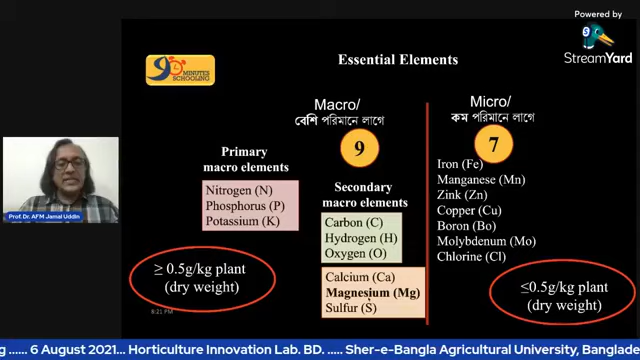 Powered by
StreamYard
9 MINUTES SCHOOLING
Essential Elements
Macro/
বেশি পরিমানে লাগে
9
Primary
macro elements
Nitrogen (N)
Phosphorus (P)
Potassium (K)
Secondary
macro elements
Carbon (C)
Hydrogen (H)
Oxygen (O)
Calcium (Ca)
Magnesium (Mg)
Sulfur (S)
≥ 0.5g/kg plant
(dry weight)
Micro/
কম পরিমানে লাগে
7
Iron (Fe)
Manganese (Mn)
Zink (Zn)
Copper (Cu)
Boron (Bo)
Molybdenum (Mo)
Chlorine (Cl)
≤0.5g/kg plant
(dry weight)
Prof. Dr. AFM Jamal Uddin
8:21 PM
g ..... 6 August 2021... Horticulture Innovation Lab. BD. ..... Sher-e-Bangla Agricultural University, Banglade